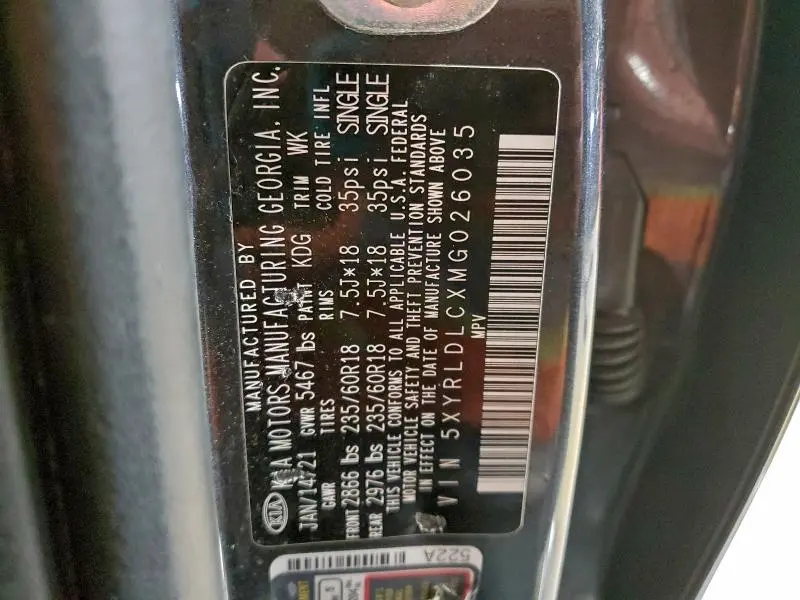 MANUFACTURED BY
KIA KIA MOTORS MANUFACTURING GEORGIA, INC.
JAN/14/21 GVWR 5467 lbs PAINT KDG TRIM WK
GAWR TIRES RIMS COLD TIRE INFL
FRONT 2866 lbs 235/60R18 7.5J*18 35psi SINGLE
REAR 2976 lbs 235/60R18 7.5J*18 35psi SINGLE
THIS VEHICLE CONFORMS TO ALL APPLICABLE U.S.A. FEDERAL
MOTOR VEHICLE SAFETY AND THEFT PREVENTION STANDARDS
IN EFFECT ON THE DATE OF MANUFACTURE SHOWN ABOVE
VIN 5XYRLDLCXMG026035
MPV
522A